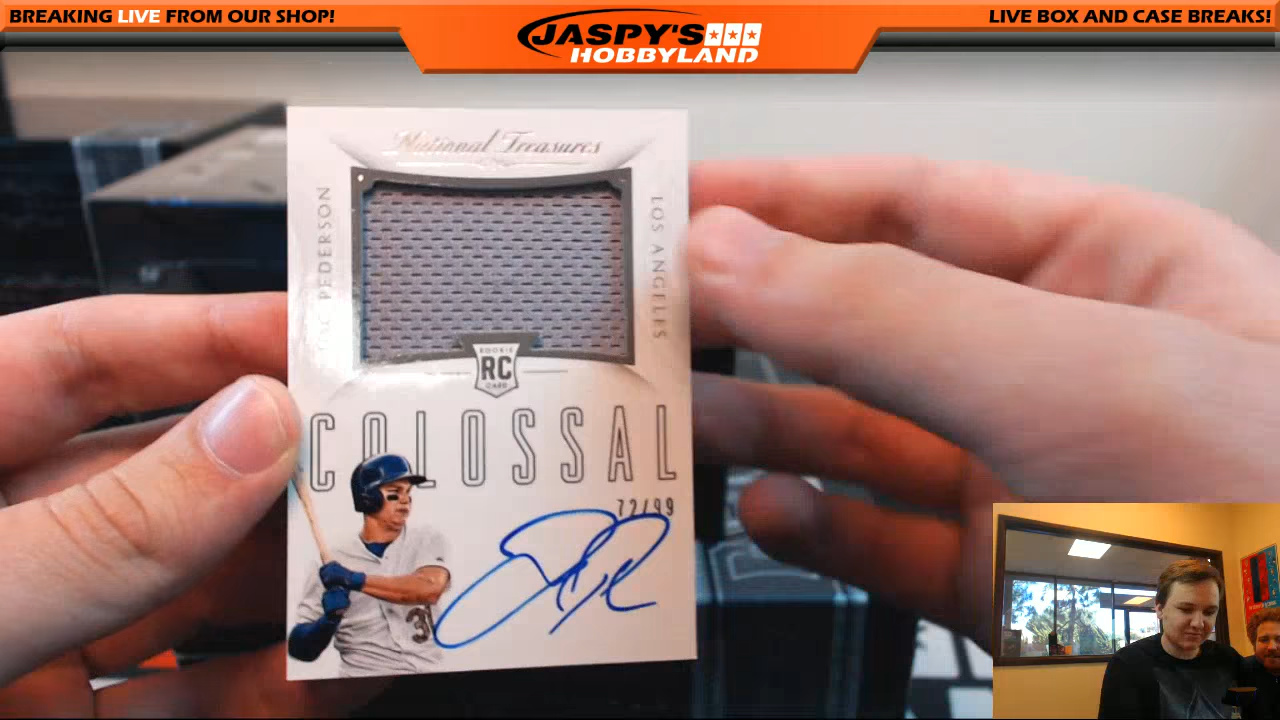 BREAKING LIVE FROM OUR SHOP!
JASPY'S
HOBBYLAND
LIVE BOX AND CASE BREAKS!
National Treasures
PEDERSON
LOS ANGELES
ROOKIE
RC
CARD
COLOSSAL
72/99
31